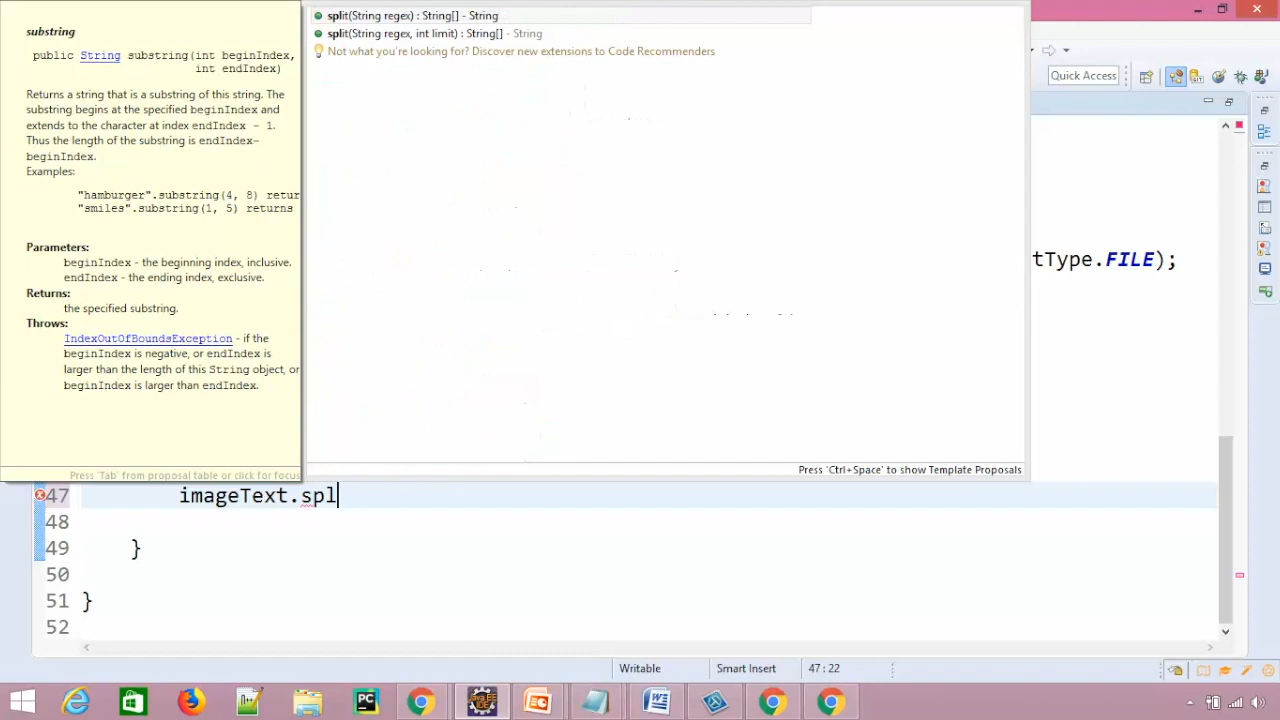 substring
public String substring(int beginIndex,
int endIndex)
Returns a string that is a substring of this string. The
substring begins at the specified beginIndex and
extends to the character at index endIndex - 1.
Thus the length of the substring is endIndex-
beginIndex.
Examples:
"hamburger".substring(4, 8) retur
"smiles".substring(1, 5) returns
Parameters:
beginIndex - the beginning index, inclusive.
endIndex - the ending index, exclusive.
Returns:
the specified substring.
Throws:
IndexOutOfBoundsException - if the
beginIndex is negative, or endIndex is
larger than the length of this String object, or
beginIndex is larger than endIndex.
Press 'Tab' from proposal table or click for focus
split(String regex) : String[] - String
split(String regex, int limit) : String[] - String
Not what you're looking for? Discover new extensions to Code Recommenders
Press 'Ctrl+Space' to show Template Proposals
Quick Access
tType.FILE);
47 imageText.spl
48
49 }
50
51 }
52
Writable Smart Insert 47 : 22
PC
Java EE
IDE